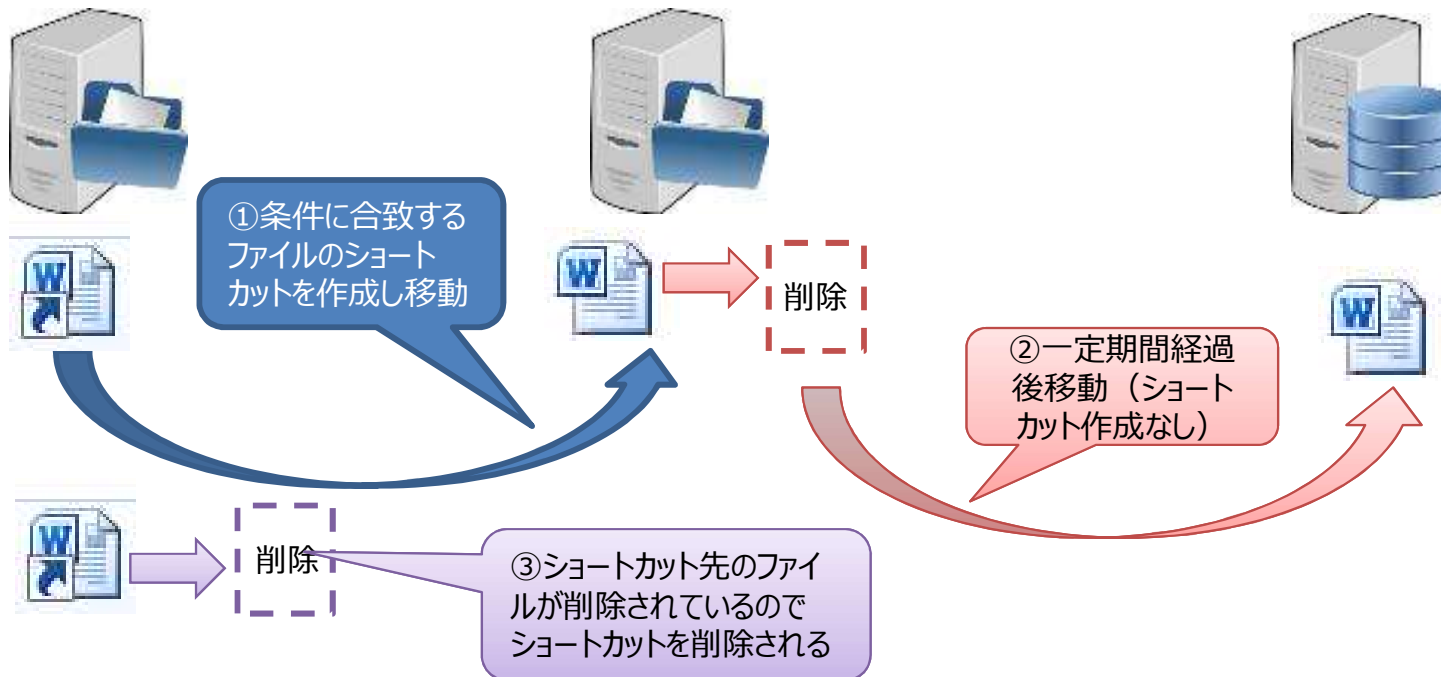 ①条件に合致する
ファイルのショート
カットを作成し移動
削除
②一定期間経過
後移動（ショート
カット作成なし）
削除
③ショートカット先のファイ
ルが削除されているので
ショートカットを削除される